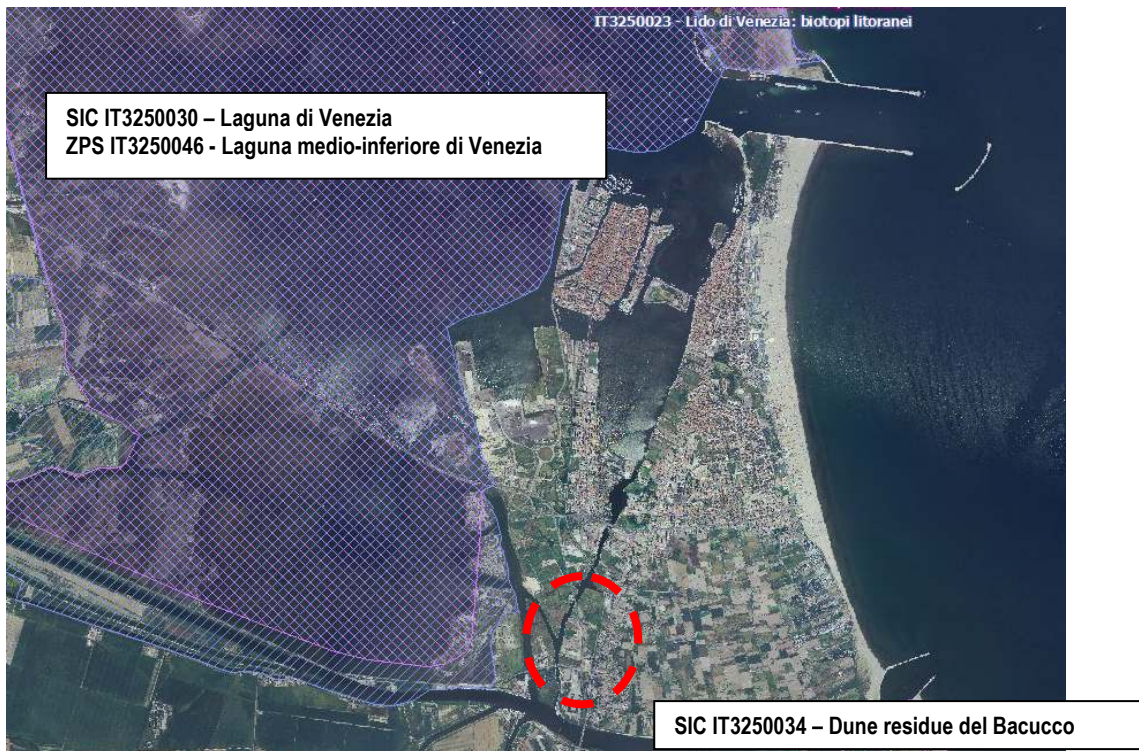 IT3250023 - Lido di Venezia: biotopi litoranei
SIC IT3250030 – Laguna di Venezia
ZPS IT3250046 - Laguna medio-inferiore di Venezia
SIC IT3250034 – Dune residue del Bacucco